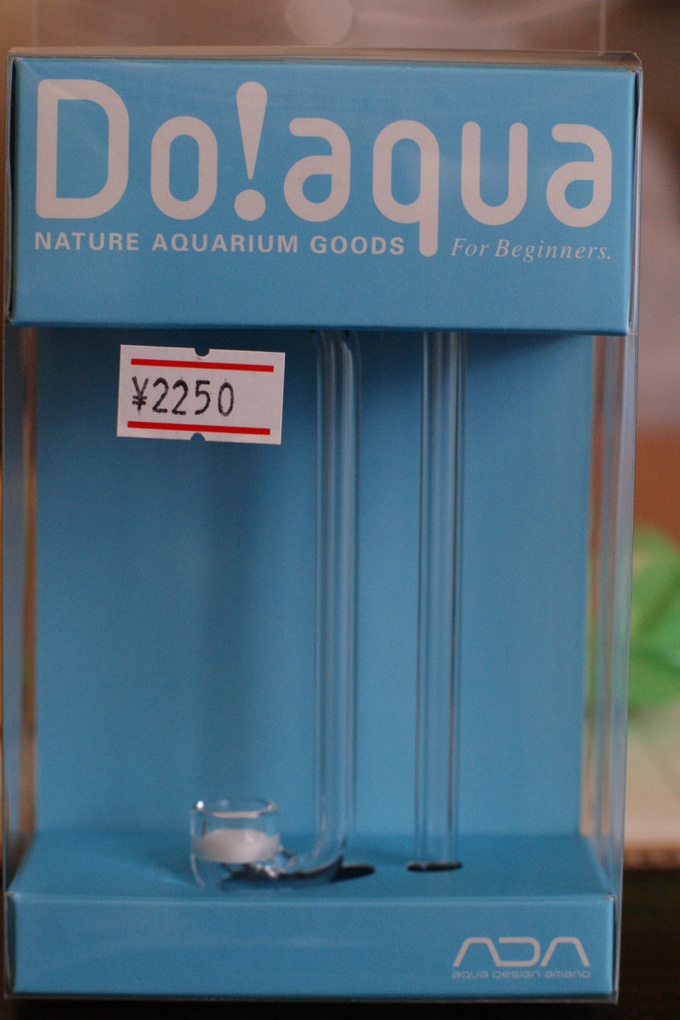 Do!aqua
NATURE AQUARIUM GOODS For Beginners.
¥2250
ADA
aqua design amano